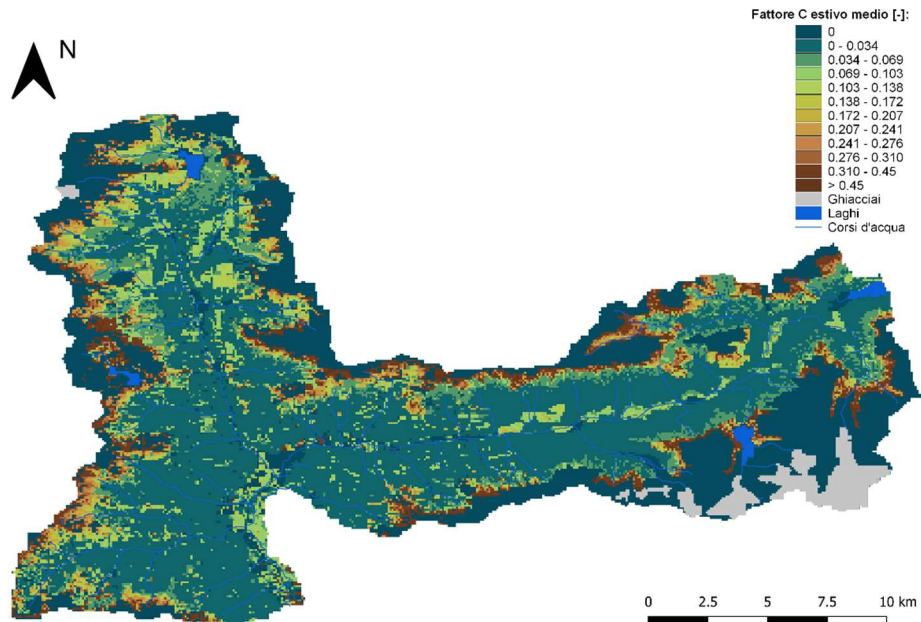 Fattore C estivo medio [-]:
N
0
0 - 0.034
0.034 - 0.069
0.069 - 0.103
0.103 - 0.138
0.138 - 0.172
0.172 - 0.207
0.207 - 0.241
0.241 - 0.276
0.276 - 0.310
0.310 - 0.45
> 0.45
Ghiacciai
Laghi
Corsi d'acqua
0 2.5 5 7.5 10 km